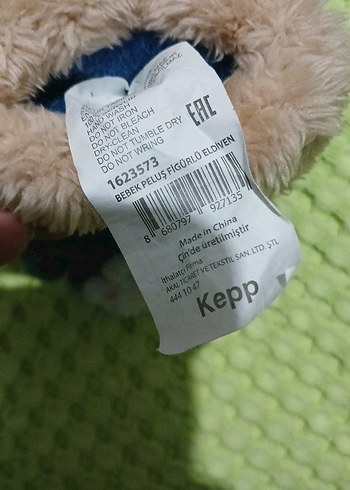 HAND WASH
DO NOT IRON
DO NOT BLEACH
DRY-CLEAN
DO NOT TUMBLE DRY
DO NOT WRING
EAC
1623573
BEBEK PELUŞ FİGÜRLÜ ELDİVEN
8 680797 927135
Made in China
Çin'de üretilmiştir
İthalatçı Firma
AKAL TİCARET VE TEKSTİL SAN. LTD. ŞTİ.
444 10 47
Kepp